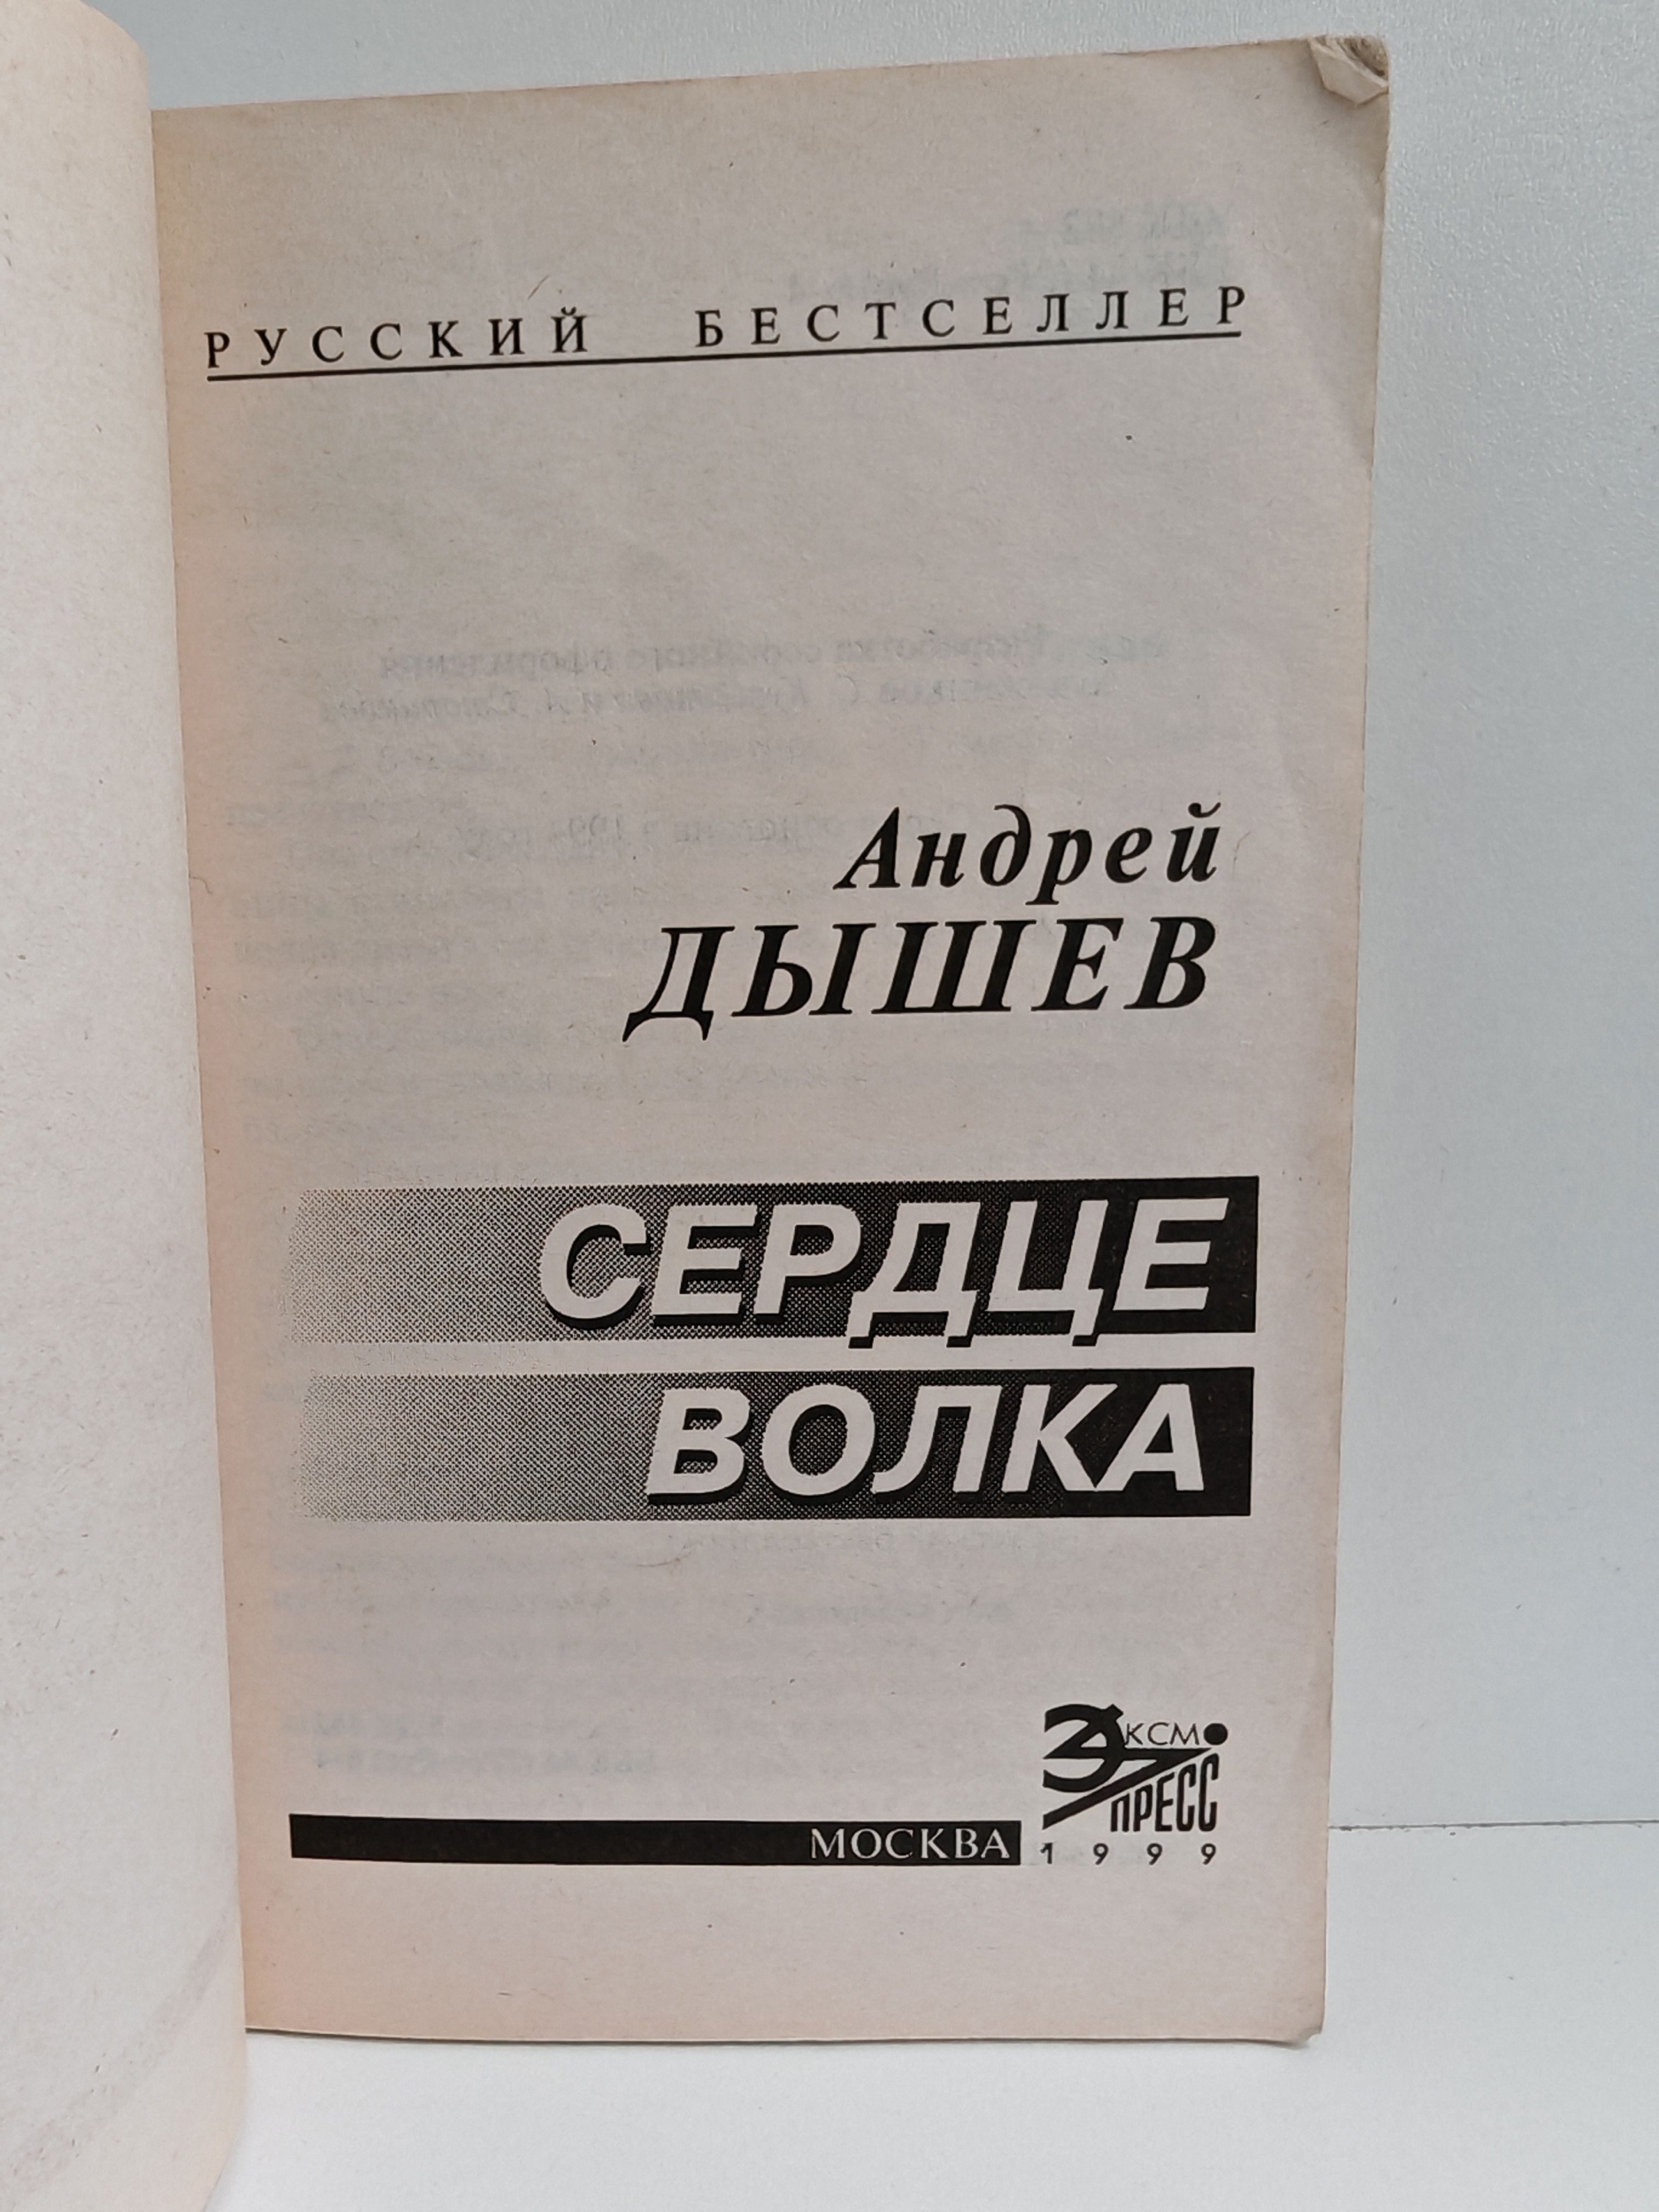 РУССКИЙ БЕСТСЕЛЛЕР
Андрей
ДЫШЕВ
СЕРДЦЕ
ВОЛКА
ЭКСМО
ПРЕСС
МОСКВА 1999